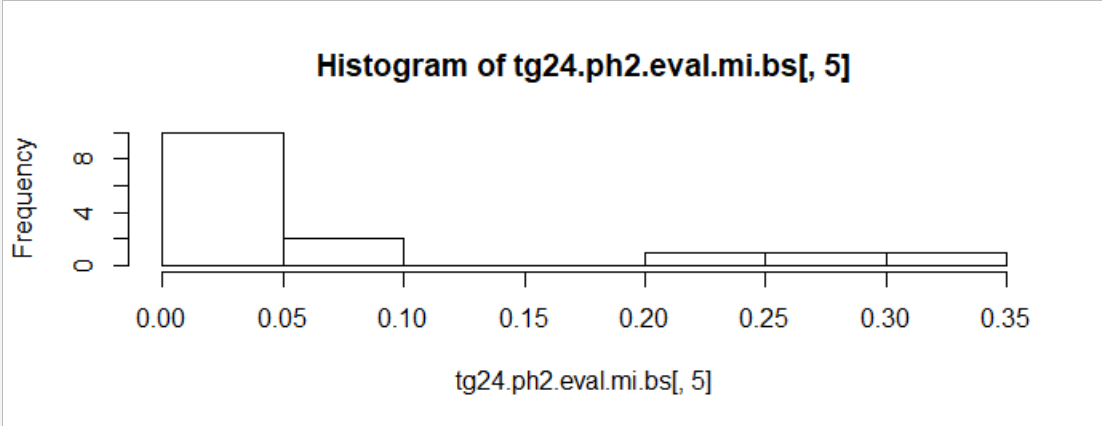 Histogram of tg24.ph2.eval.mi.bs[, 5]
Frequency
8
4
0
0.00 0.05 0.10 0.15 0.20 0.25 0.30 0.35
tg24.ph2.eval.mi.bs[, 5]